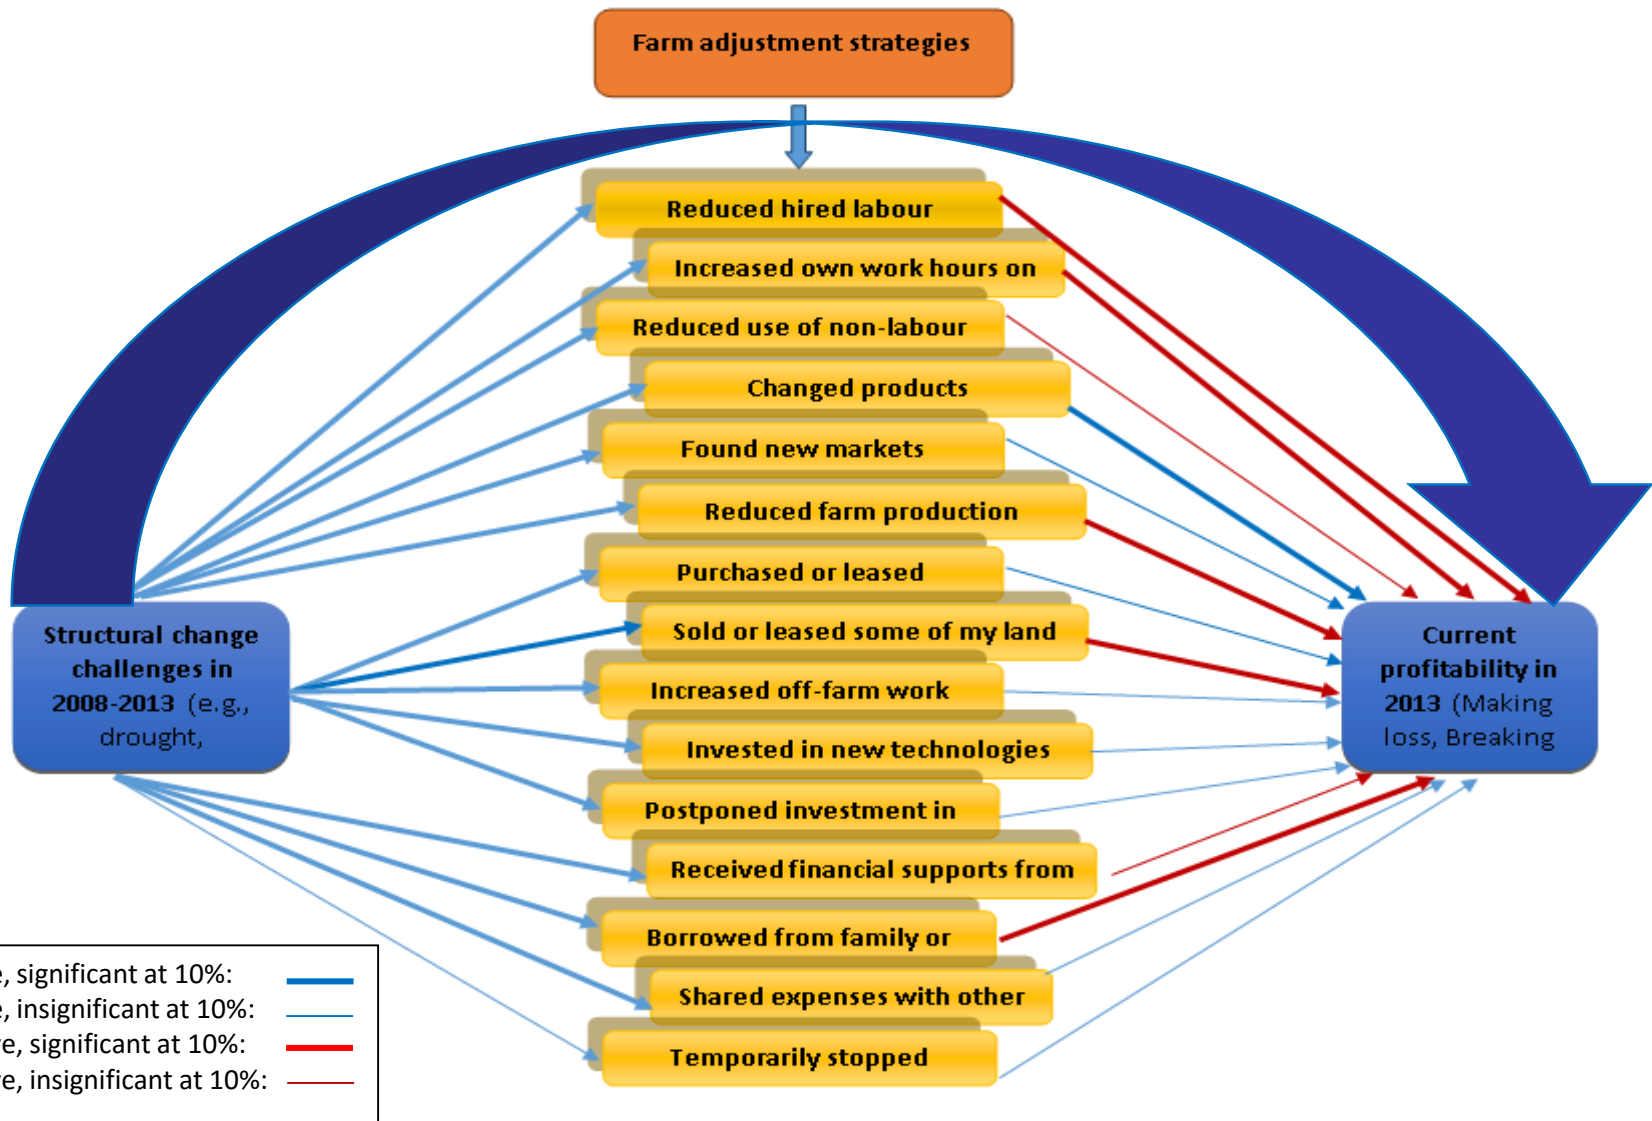 Farm adjustment strategies
Reduced hired labour
Increased own work hours on
Reduced use of non-labour
Changed products
Found new markets
Reduced farm production
Purchased or leased
Sold or leased some of my land
Increased off-farm work
Invested in new technologies
Postponed investment in
Received financial supports from
Borrowed from family or
Shared expenses with other
Temporarily stopped
Structural change
challenges in
2008-2013 (e.g.,
drought,
Current
profitability in
2013 (Making
loss, Breaking
e, significant at 10%:
e, insignificant at 10%:
ve, significant at 10%:
ve, insignificant at 10%: